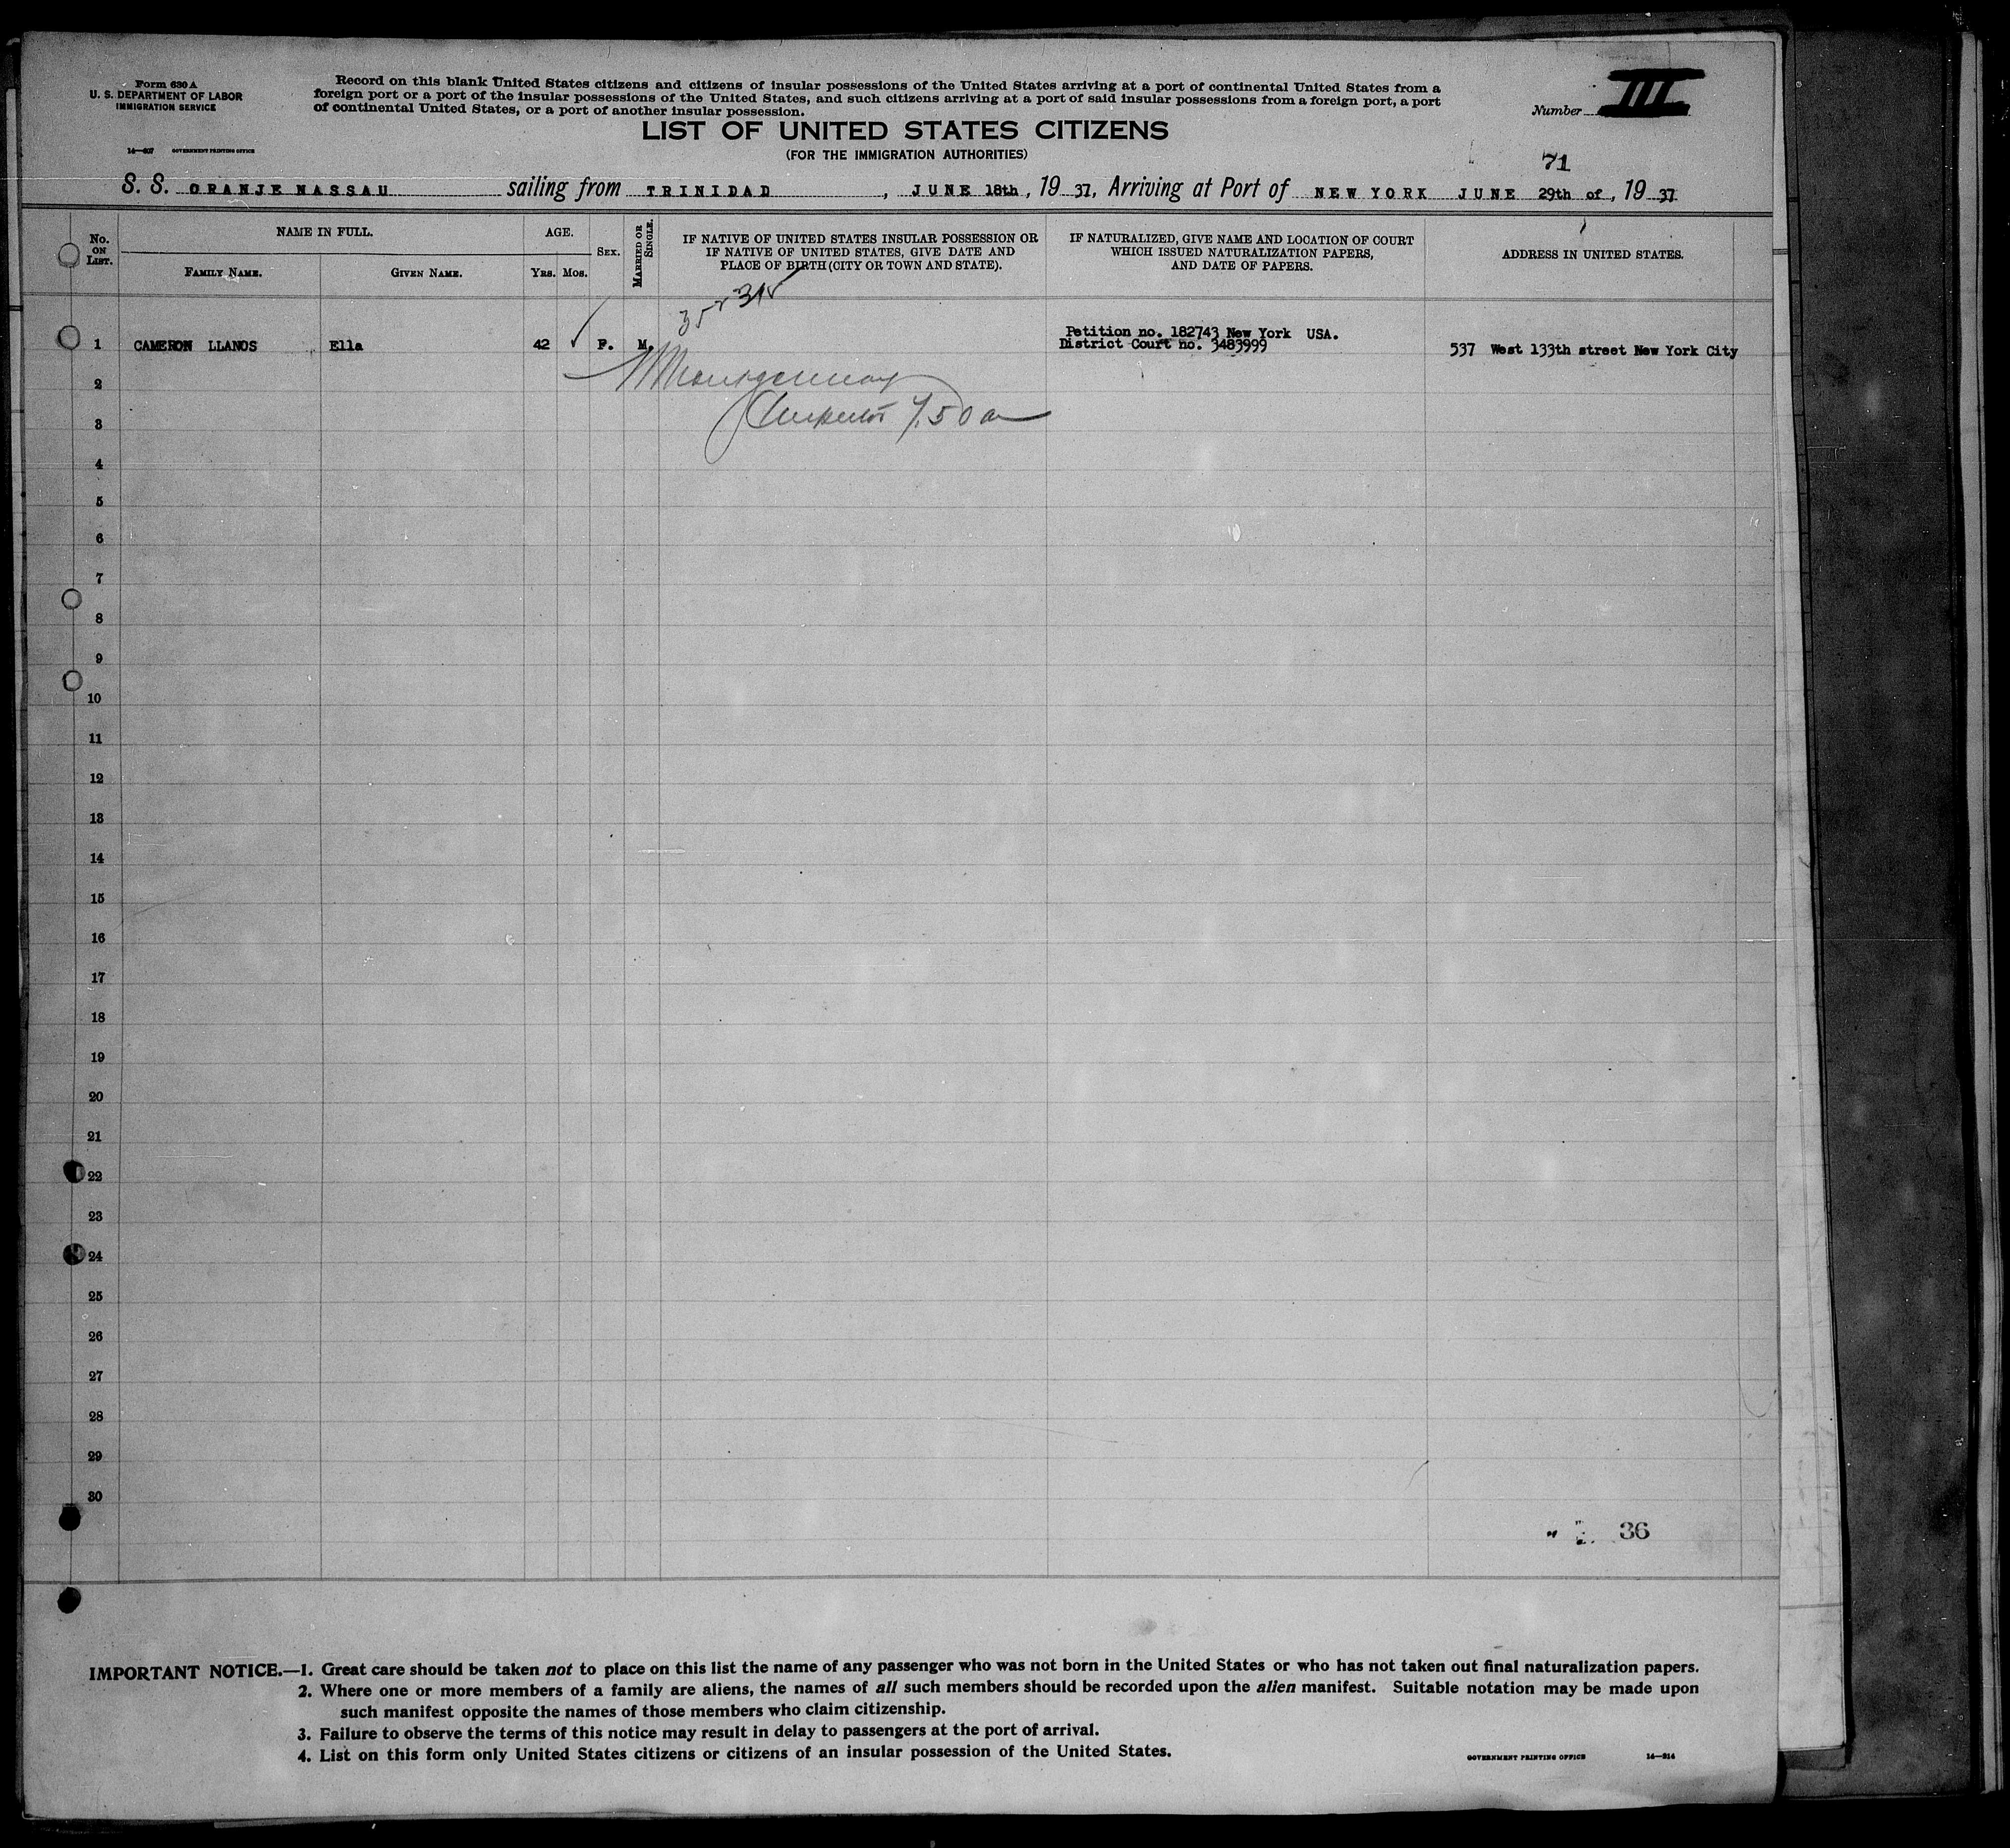 Form 630 A
U. S. DEPARTMENT OF LABOR
IMMIGRATION SERVICE
14—607 GOVERNMENT PRINTING OFFICE
Record on this blank United States citizens and citizens of insular possessions of the United States arriving at a port of continental United States from a
foreign port or a port of the insular possessions of the United States, and such citizens arriving at a port of said insular possessions from a foreign port, a port
of continental United States, or a port of another insular possession.
Number III
LIST OF UNITED STATES CITIZENS
(FOR THE IMMIGRATION AUTHORITIES)
71
S. S. ORANJE NASSAU sailing from TRINIDAD, JUNE 18th, 19 37, Arriving at Port of NEW YORK JUNE 29th of, 19 37
No. ON LIST.
NAME IN FULL.
FAMILY NAME.
GIVEN NAME.
AGE.
Yrs. Mos.
SEX.
MARRIED OR SINGLE.
IF NATIVE OF UNITED STATES INSULAR POSSESSION OR
IF NATIVE OF UNITED STATES, GIVE DATE AND
PLACE OF BIRTH (CITY OR TOWN AND STATE).
IF NATURALIZED, GIVE NAME AND LOCATION OF COURT
WHICH ISSUED NATURALIZATION PAPERS,
AND DATE OF PAPERS.
ADDRESS IN UNITED STATES.
1 CAMERON LLANOS Ella 42 F. M.
Petition no. 182743 New York USA.
District Court no. 3483999
537 West 133th street New York City
Montgomery
Inspector 7.50 a
2
3
4
5
6
7
8
9
10
11
12
13
14
15
16
17
18
19
20
21
22
23
24
25
26
27
28
29
30
36
IMPORTANT NOTICE.—1. Great care should be taken not to place on this list the name of any passenger who was not born in the United States or who has not taken out final naturalization papers.
2. Where one or more members of a family are aliens, the names of all such members should be recorded upon the alien manifest. Suitable notation may be made upon
such manifest opposite the names of those members who claim citizenship.
3. Failure to observe the terms of this notice may result in delay to passengers at the port of arrival.
4. List on this form only United States citizens or citizens of an insular possession of the United States.
GOVERNMENT PRINTING OFFICE 14—814